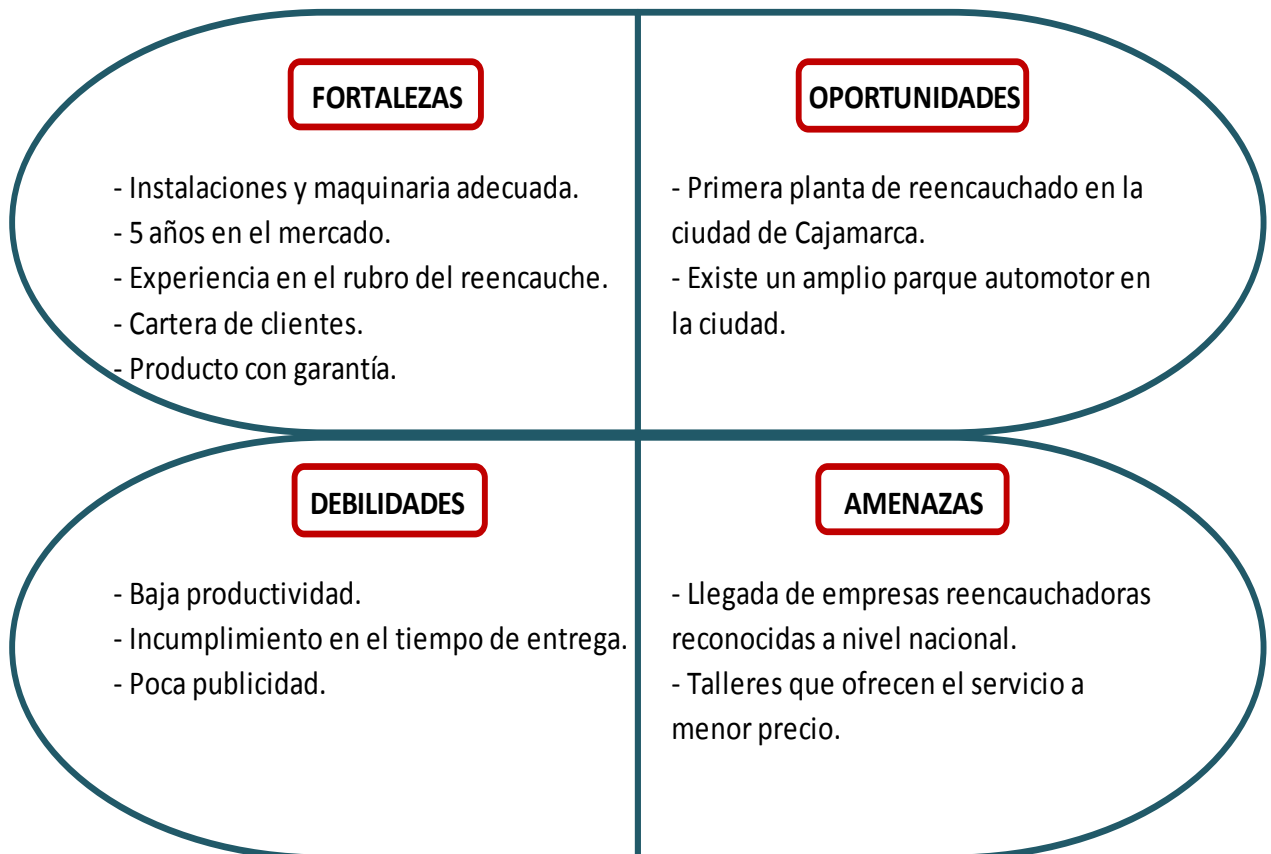 FORTALEZAS
- Instalaciones y maquinaria adecuada.
- 5 años en el mercado.
- Experiencia en el rubro del reencauche.
- Cartera de clientes.
- Producto con garantía.
OPORTUNIDADES
- Primera planta de reencauchado en la
ciudad de Cajamarca.
- Existe un amplio parque automotor en
la ciudad.
DEBILIDADES
- Baja productividad.
- Incumplimiento en el tiempo de entrega.
- Poca publicidad.
AMENAZAS
- Llegada de empresas reencauchadoras
reconocidas a nivel nacional.
- Talleres que ofrecen el servicio a
menor precio.